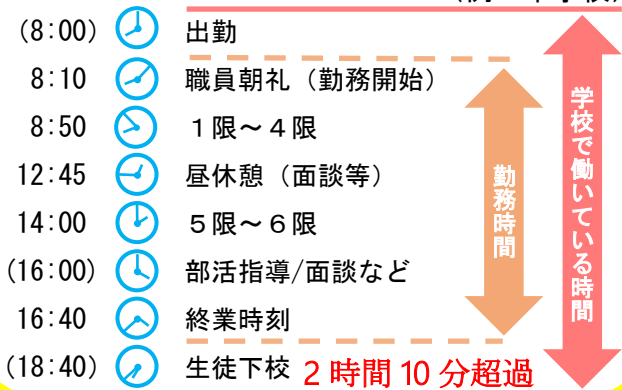 (8:00) 出勤
8:10 職員朝礼（勤務開始）
8:50 １限～４限
12:45 昼休憩（面談等）
14:00 ５限～６限
(16:00) 部活指導/面談など
16:40 終業時刻
(18:40) 生徒下校 2 時間 10 分超過
勤務時間
学校で働いている時間